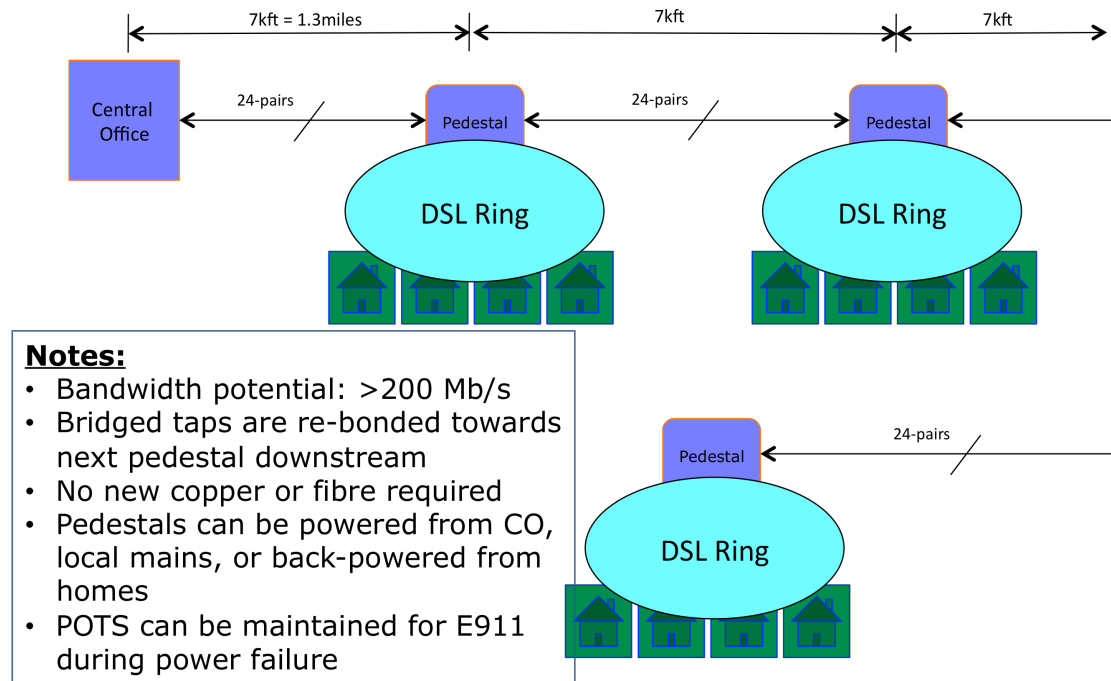 7kft = 1.3miles
7kft
7kft
Central
Office
24-pairs
Pedestal
24-pairs
Pedestal
DSL Ring
DSL Ring
Notes:
• Bandwidth potential: >200 Mb/s
• Bridged taps are re-bonded towards
next pedestal downstream
• No new copper or fibre required
• Pedestals can be powered from CO,
local mains, or back-powered from
homes
• POTS can be maintained for E911
during power failure
Pedestal
24-pairs
DSL Ring